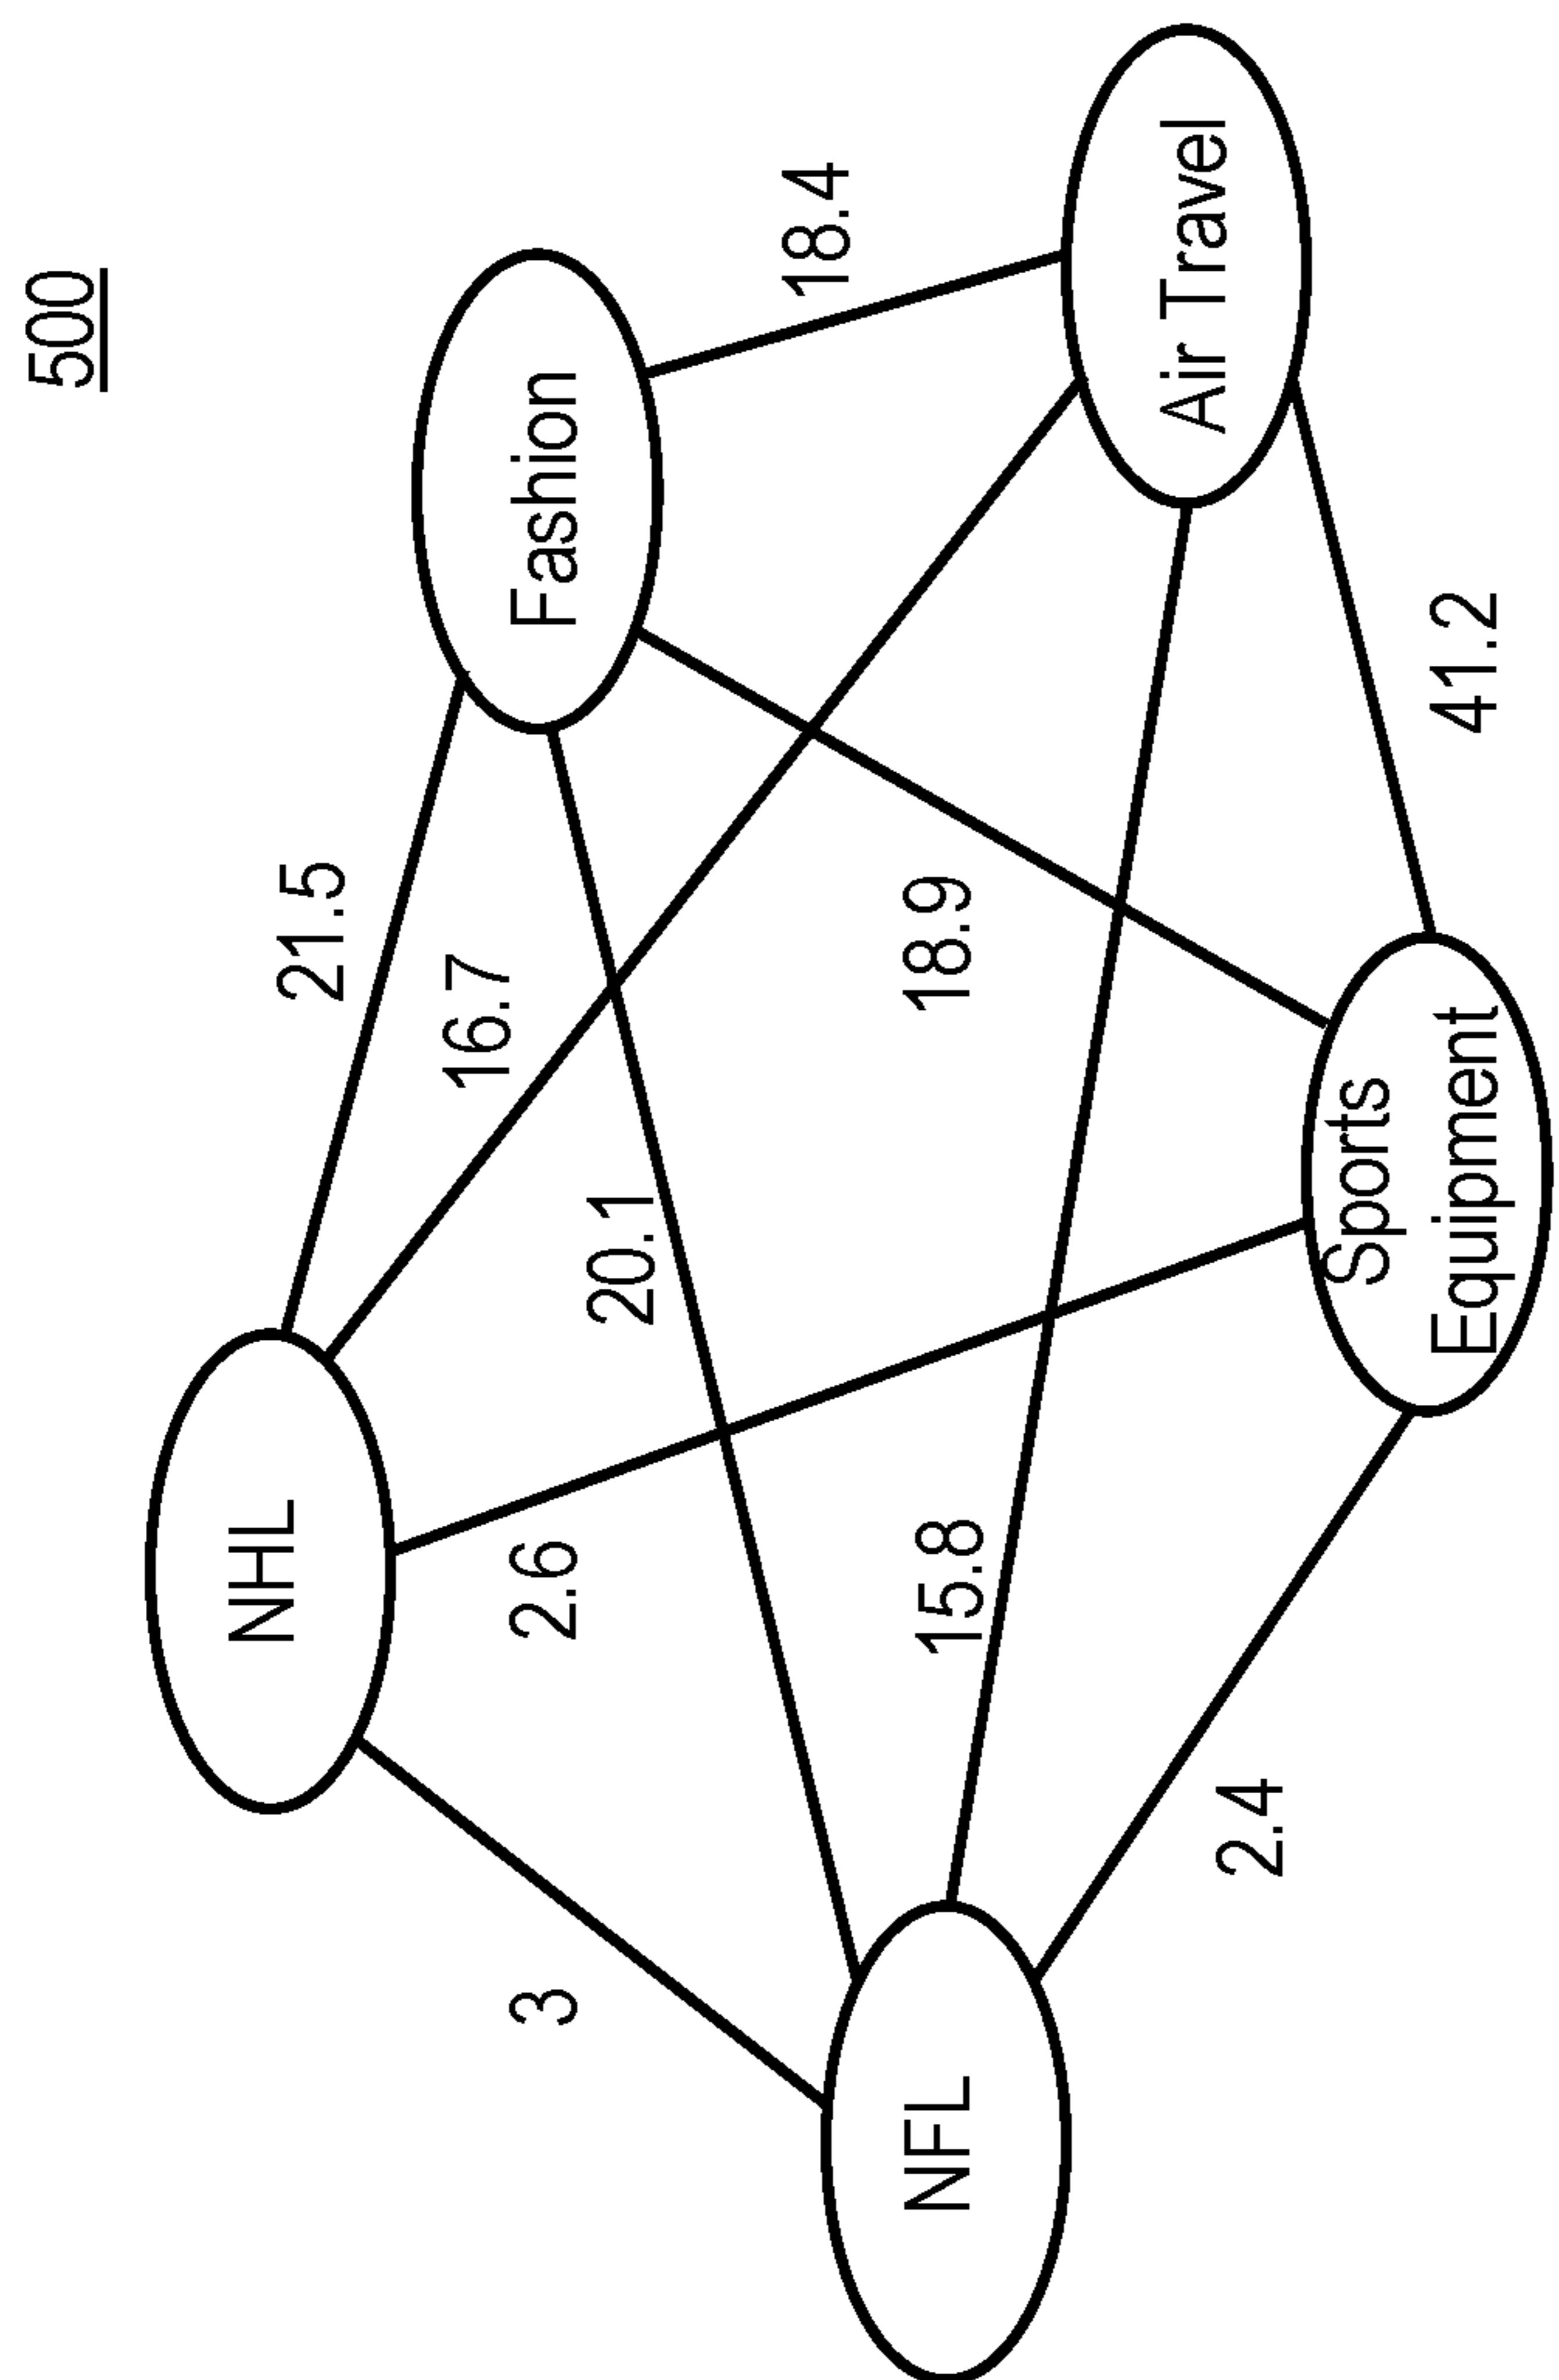 500
NHL
21.5
16.7
Fashion
3
2.6
20.1
18.4
NFL
15.8
18.9
Air Travel
2.4
Sports
Equipment
41.2